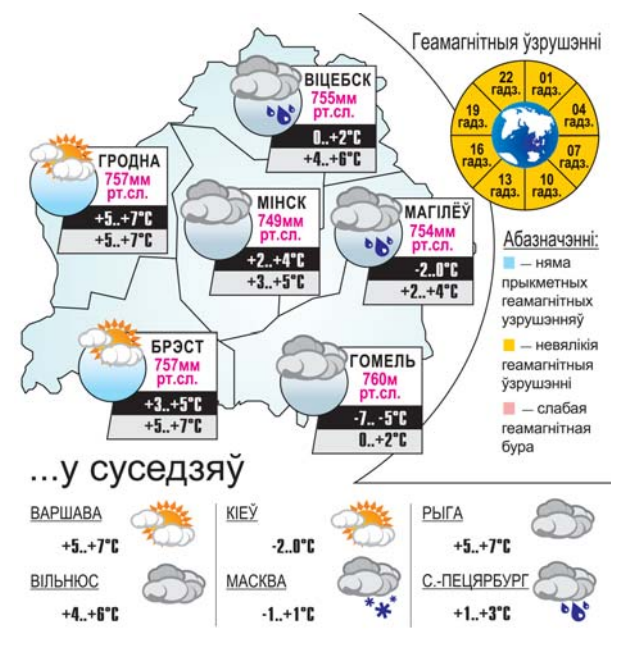 Геамагнітныя ўзрушэнні
22 гадз.
01 гадз.
04 гадз.
07 гадз.
10 гадз.
13 гадз.
16 гадз.
19 гадз.
ВІЦЕБСК
755мм
рт.сл.
0..+2°C
+4..+6°C
ГРОДНА
757мм
рт.сл.
+5..+7°C
+5..+7°C
МІНСК
749мм
рт.сл.
+2..+4°C
+3..+5°C
МАГІЛЁЎ
754мм
рт.сл.
-2..0°C
+2..+4°C
БРЭСТ
757мм
рт.сл.
+3..+5°C
+5..+7°C
ГОМЕЛЬ
760м
рт.сл.
-7.. -5°C
0..+2°C
Абазначэнні:
– няма
прыкметных
геамагнітных
узрушэнняў
– невялікія
геамагнітныя
ўзрушэнні
– слабая
геамагнітная
бура
...у суседзяў
ВАРШАВА
+5..+7°C
КІЕЎ
-2..0°C
РЫГА
+5..+7°C
ВІЛЬНЮС
+4..+6°C
МАСКВА
-1..+1°C
С.-ПЕЦЯРБУРГ
+1..+3°C